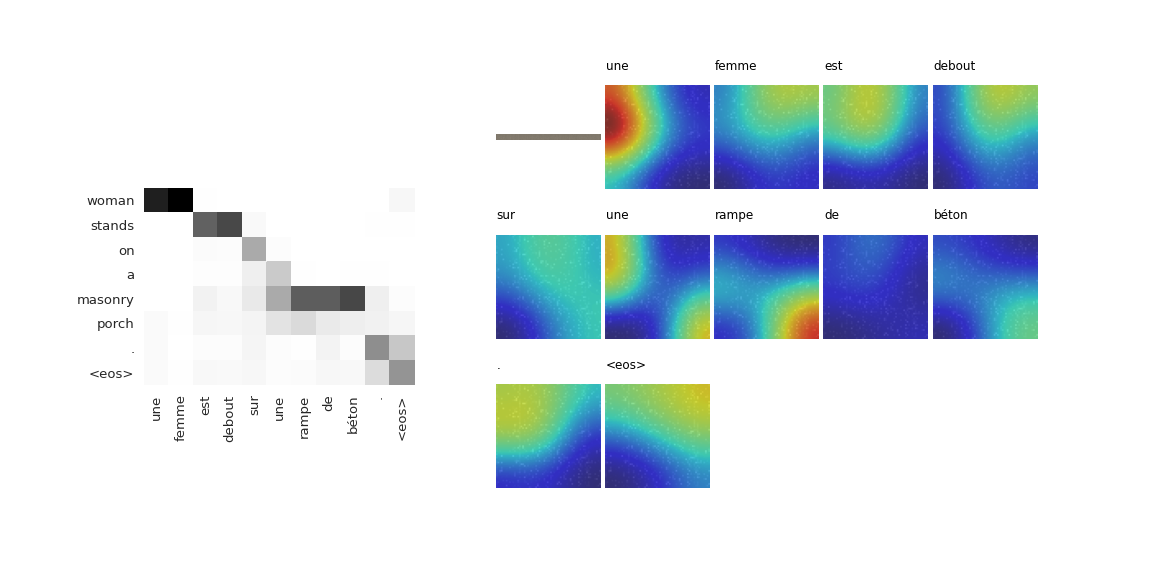 une femme est debout
sur une rampe de béton
. <eos>
woman
stands
on
a
masonry
porch
.
<eos>
une femme est debout sur une rampe de béton . <eos>